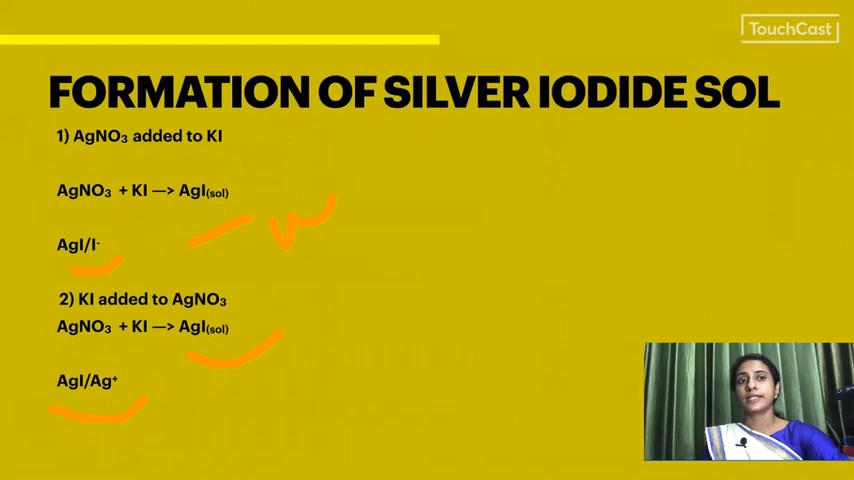 TouchCast
FORMATION OF SILVER IODIDE SOL
1) AgNO₃ added to KI
AgNO₃ + KI —> AgI(sol)
AgI/I⁻
2) KI added to AgNO₃
AgNO₃ + KI —> AgI(sol)
AgI/Ag⁺